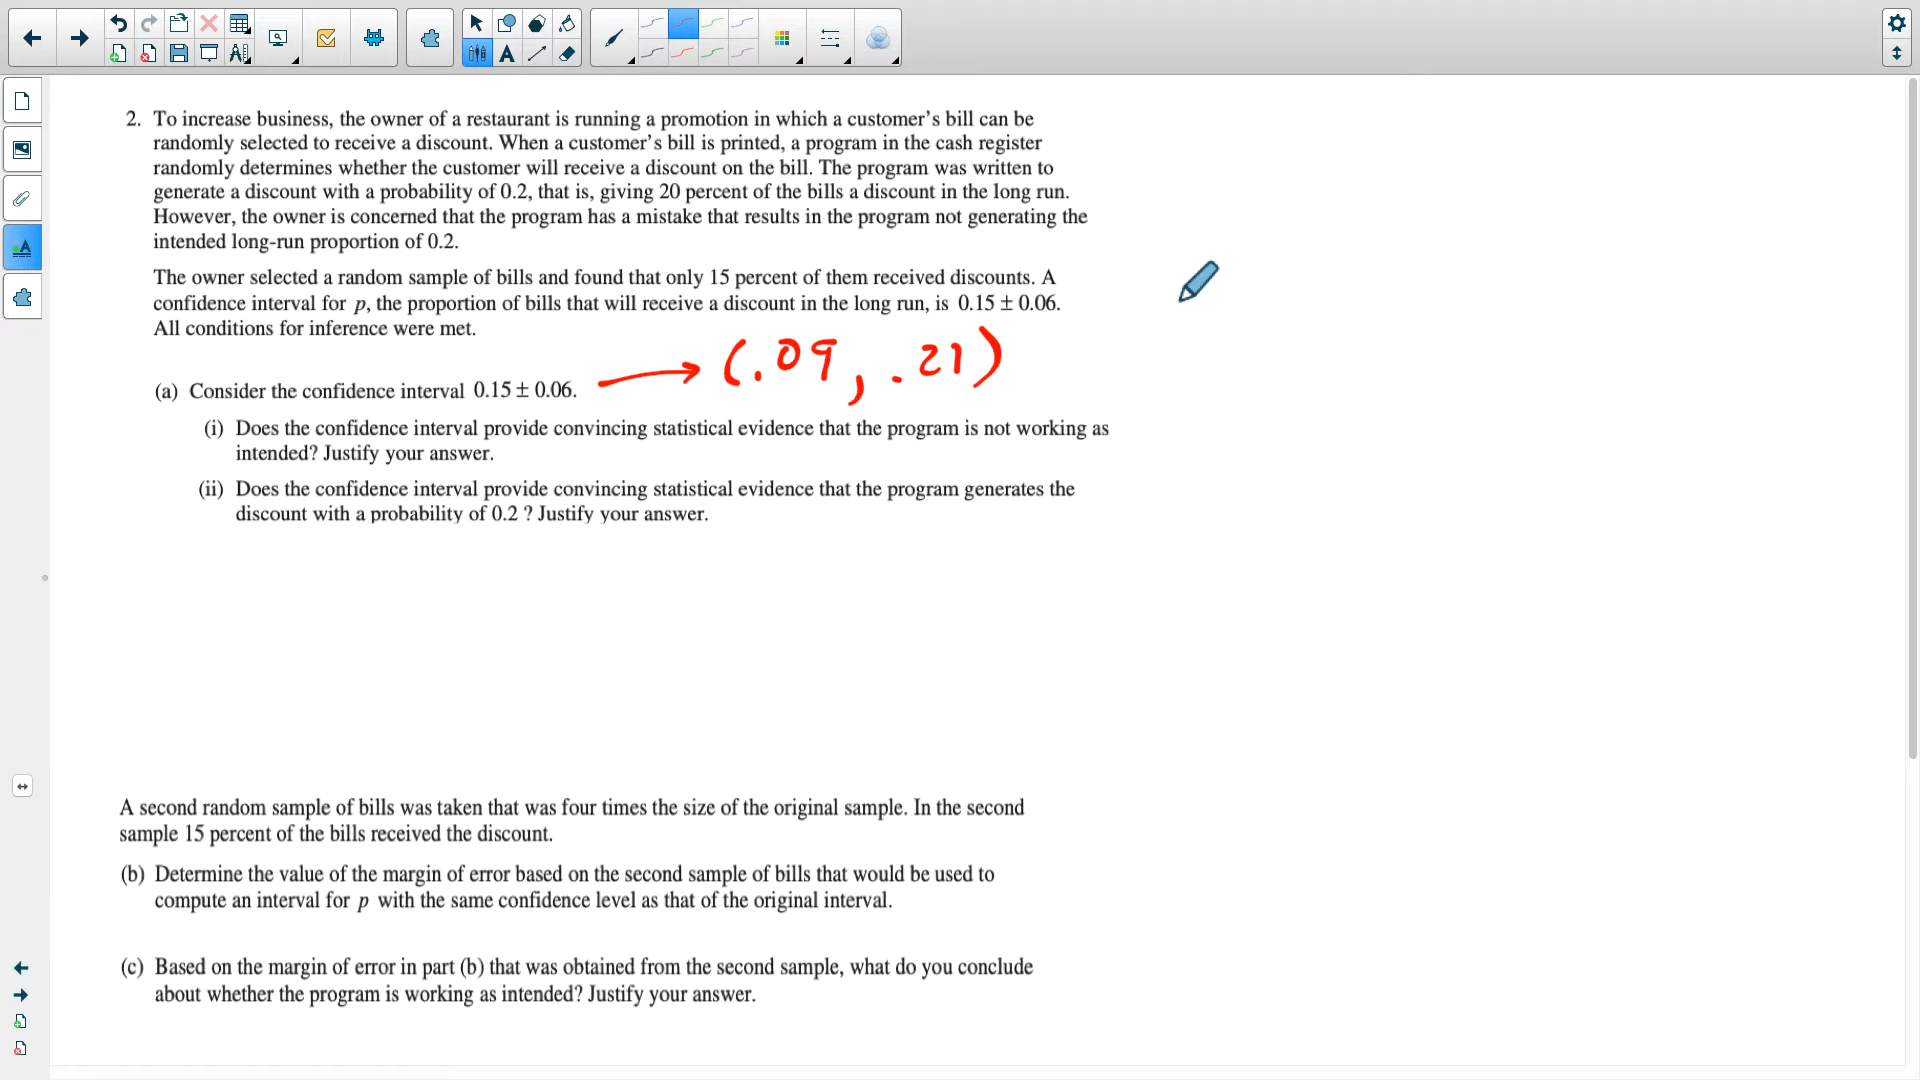 2. To increase business, the owner of a restaurant is running a promotion in which a customer's bill can be
randomly selected to receive a discount. When a customer's bill is printed, a program in the cash register
randomly determines whether the customer will receive a discount on the bill. The program was written to
generate a discount with a probability of 0.2, that is, giving 20 percent of the bills a discount in the long run.
However, the owner is concerned that the program has a mistake that results in the program not generating the
intended long-run proportion of 0.2.
The owner selected a random sample of bills and found that only 15 percent of them received discounts. A
confidence interval for p, the proportion of bills that will receive a discount in the long run, is 0.15 ± 0.06.
All conditions for inference were met.
(a) Consider the confidence interval 0.15 ± 0.06. → (.09, .21)
(i) Does the confidence interval provide convincing statistical evidence that the program is not working as
intended? Justify your answer.
(ii) Does the confidence interval provide convincing statistical evidence that the program generates the
discount with a probability of 0.2 ? Justify your answer.
A second random sample of bills was taken that was four times the size of the original sample. In the second
sample 15 percent of the bills received the discount.
(b) Determine the value of the margin of error based on the second sample of bills that would be used to
compute an interval for p with the same confidence level as that of the original interval.
(c) Based on the margin of error in part (b) that was obtained from the second sample, what do you conclude
about whether the program is working as intended? Justify your answer.